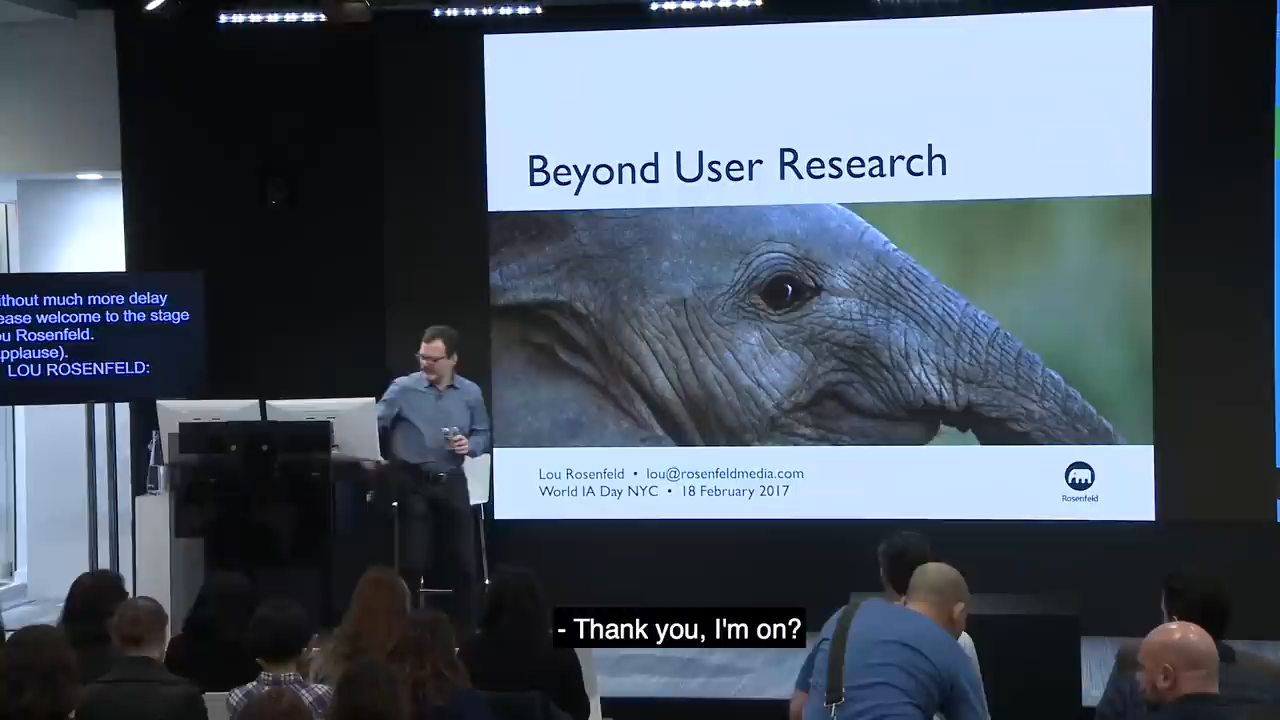 Beyond User Research
ithout much more delay
ease welcome to the stage
ou Rosenfeld.
pplause).
LOU ROSENFELD:
Lou Rosenfeld • lou@rosenfeldmedia.com
World IA Day NYC • 18 February 2017
Rosenfeld
- Thank you, I'm on?